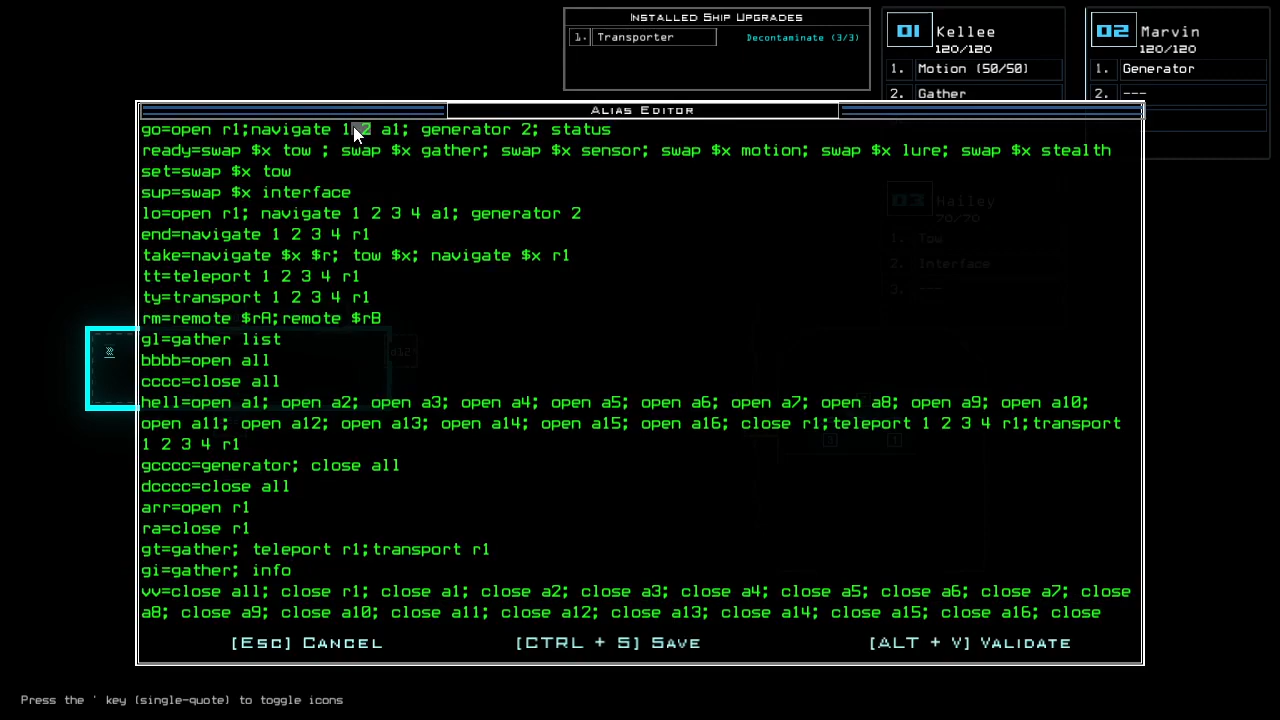 Installed Ship Upgrades
1. Transporter Decontaminate (3/3)
01 Kellee
120/120
1. Motion (50/50)
2. Gather
02 Marvin
120/120
1. Generator
2. ---
03 Hailey
70/70
1. Tow
2. Interface
3. ---
Alias Editor
go=open r1;navigate 1 2 a1; generator 2; status
ready=swap $x tow ; swap $x gather; swap $x sensor; swap $x motion; swap $x lure; swap $x stealth
set=swap $x tow
sup=swap $x interface
lo=open r1; navigate 1 2 3 4 a1; generator 2
end=navigate 1 2 3 4 r1
take=navigate $x $r; tow $x; navigate $x r1
tt=teleport 1 2 3 4 r1
ty=transport 1 2 3 4 r1
rm=remote $rA;remote $rB
gl=gather list
bbbb=open all
cccc=close all
hell=open a1; open a2; open a3; open a4; open a5; open a6; open a7; open a8; open a9; open a10;
open a11; open a12; open a13; open a14; open a15; open a16; close r1;teleport 1 2 3 4 r1;transport
1 2 3 4 r1
gcccc=generator; close all
dcccc=close all
arr=open r1
ra=close r1
gt=gather; teleport r1;transport r1
gi=gather; info
vv=close all; close r1; close a1; close a2; close a3; close a4; close a5; close a6; close a7; close
a8; close a9; close a10; close a11; close a12; close a13; close a14; close a15; close a16; close
[Esc] Cancel [CTRL + S] Save [ALT + V] Validate
Press the ' key (single-quote) to toggle icons